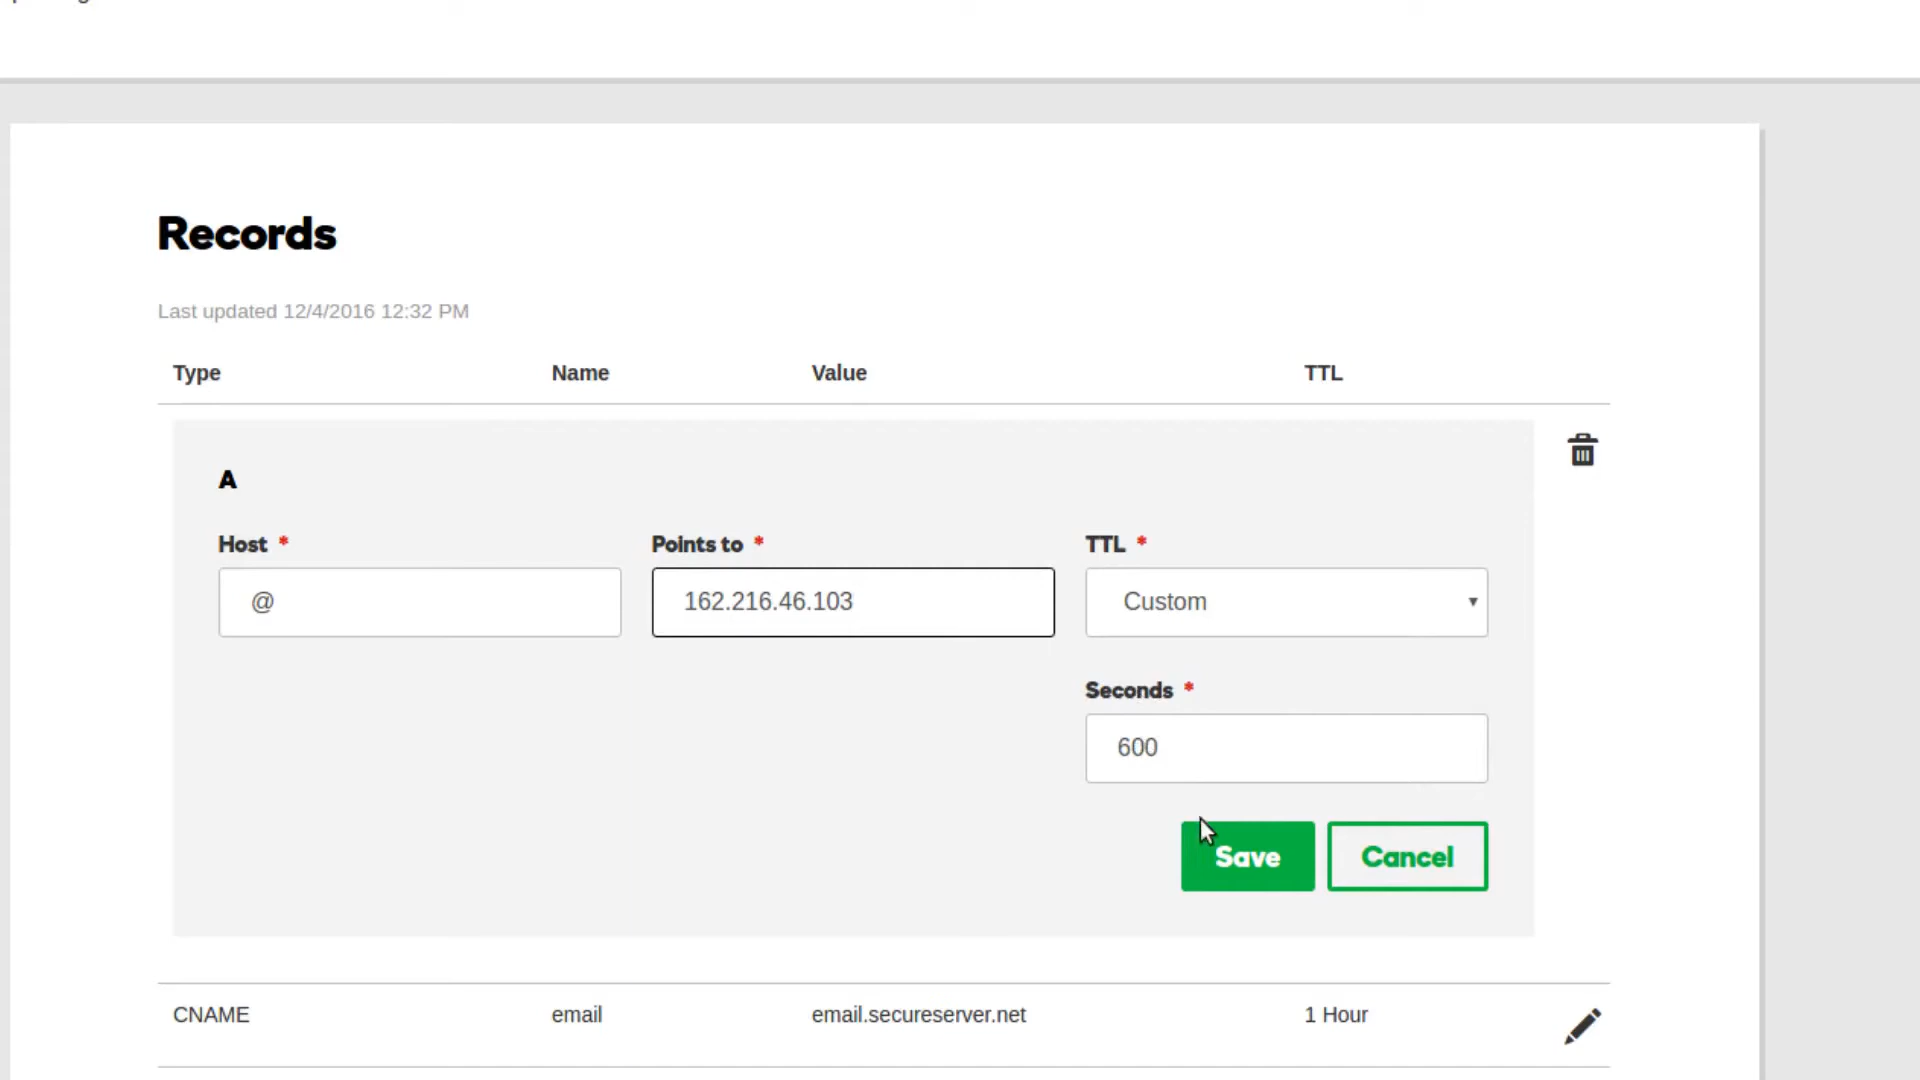 Records
Last updated 12/4/2016 12:32 PM
Type Name Value TTL
A
Host * Points to * TTL *
@ 162.216.46.103 Custom
Seconds *
600
Save Cancel
CNAME email email.secureserver.net 1 Hour